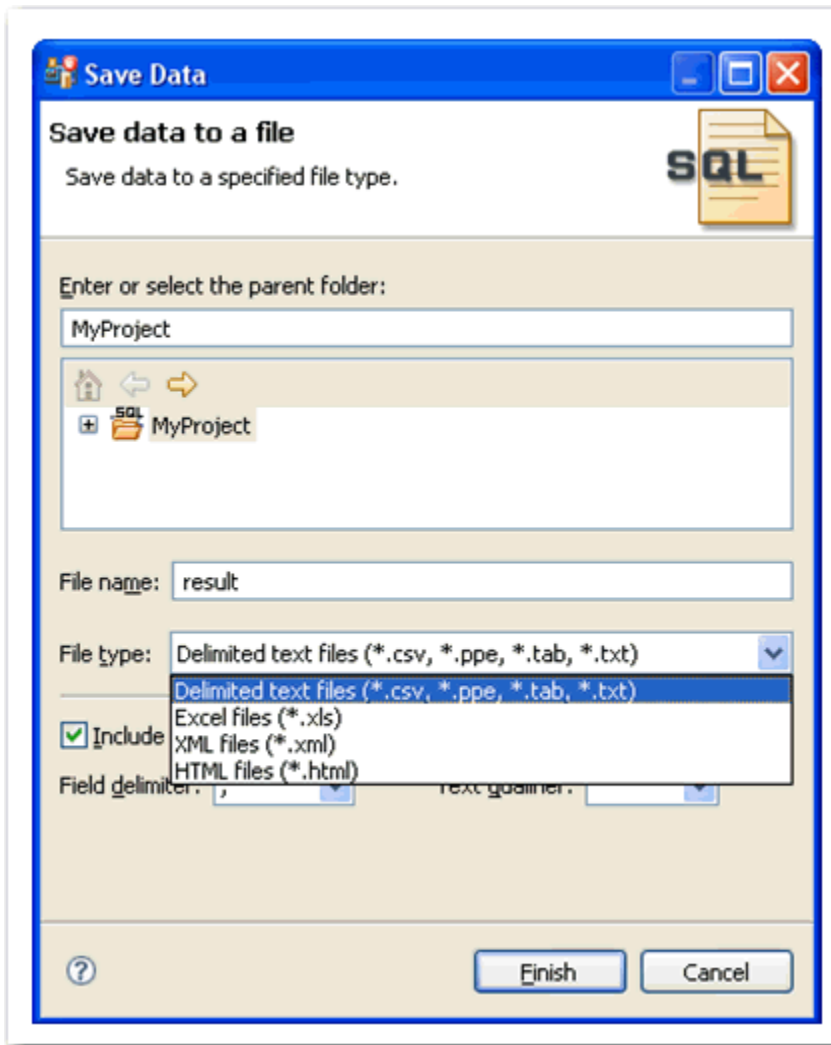 Save Data
Save data to a file
Save data to a specified file type.
SQL
Enter or select the parent folder:
MyProject
SQL
MyProject
File name: result
File type: Delimited text files (*.csv, *.ppe, *.tab, *.txt)
Delimited text files (*.csv, *.ppe, *.tab, *.txt)
Excel files (*.xls)
Include
XML files (*.xml)
HTML files (*.html)
Field delimiter: , Text qualifier:
Finish Cancel